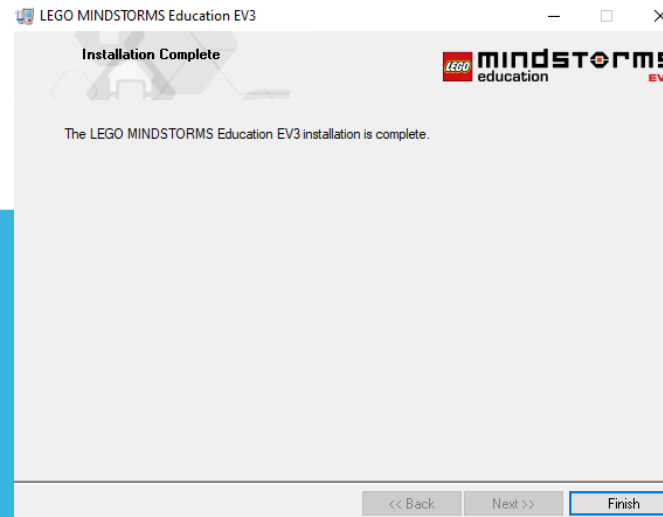 LEGO MINDSTORMS Education EV3
Installation Complete
LEGO mindstorms
education EV
The LEGO MINDSTORMS Education EV3 installation is complete.
<< Back Next >> Finish